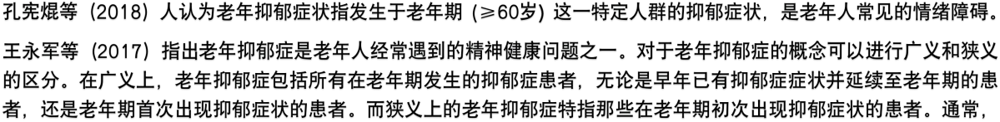 孔宪焜等（2018）人认为老年抑郁症状指发生于老年期（≥60岁）这一特定人群的抑郁症状，是老年人常见的情绪障碍。
王永军等（2017）指出老年抑郁症是老年人经常遇到的精神健康问题之一。对于老年抑郁症的概念可以进行广义和狭义
的区分。在广义上，老年抑郁症包括所有在老年期发生的抑郁症患者，无论是早年已有抑郁症症状并延续至老年期的患
者，还是老年期首次出现抑郁症状的患者。而狭义上的老年抑郁症特指那些在老年期初次出现抑郁症状的患者。通常，